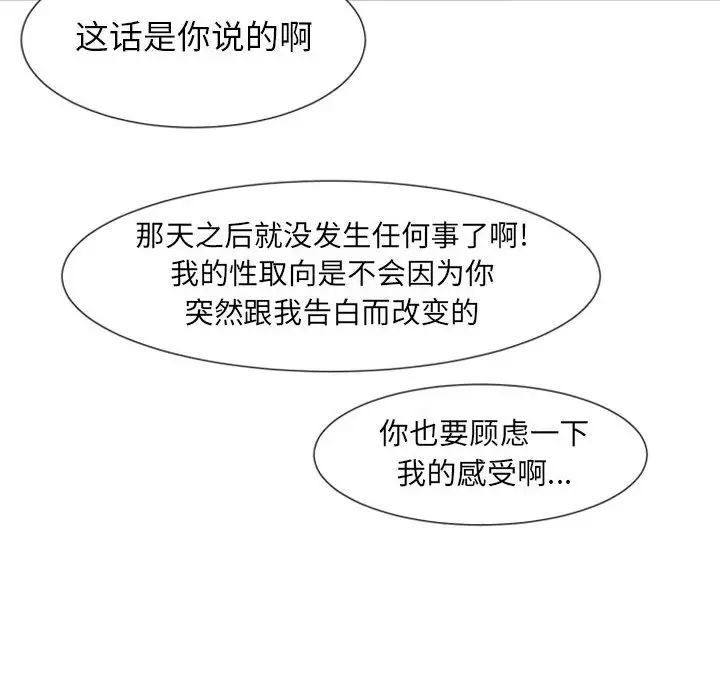 这话是你说的啊
那天之后就没发生任何事了啊!
我的性取向是不会因为你
突然跟我告白而改变的
你也要顾虑一下
我的感受啊...